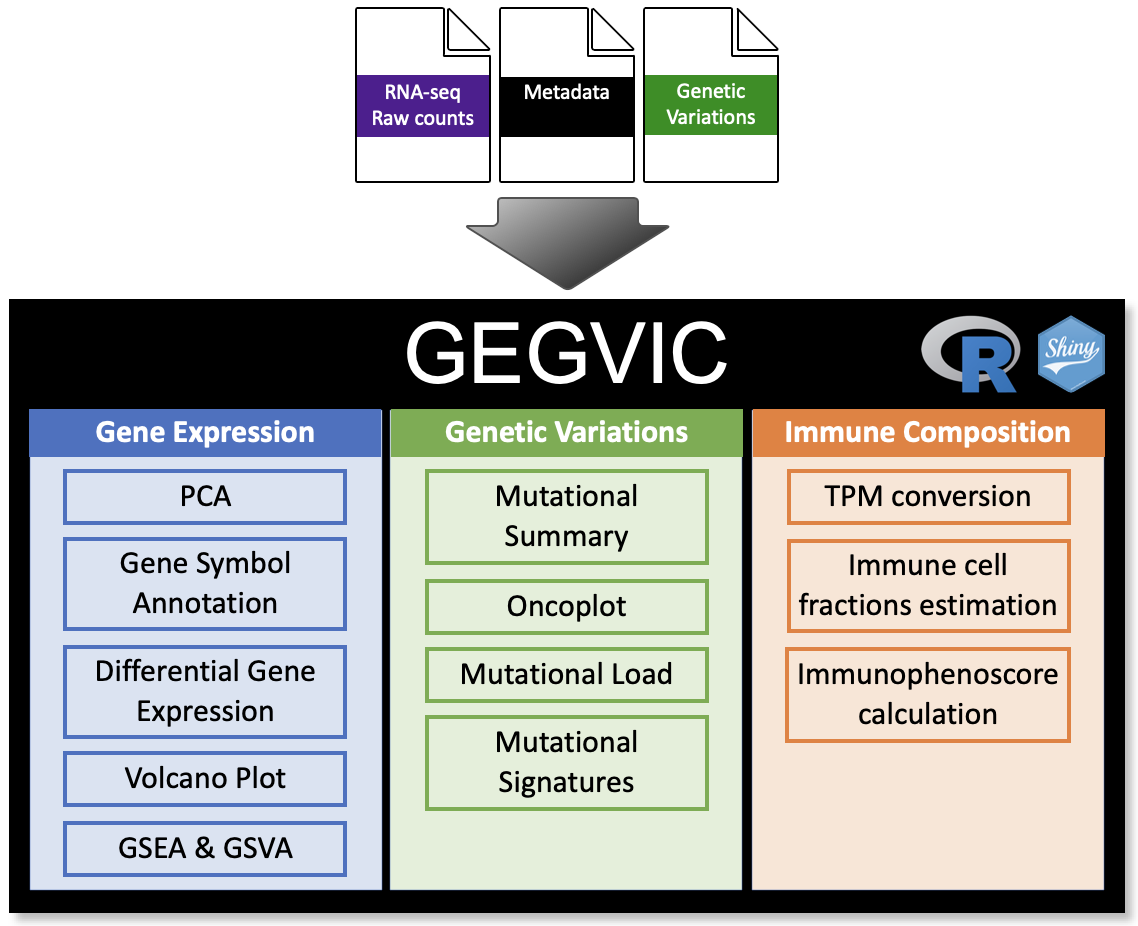 RNA-seq
Raw counts
Metadata
Genetic
Variations
GEGVIC
R
Shiny
Gene Expression
PCA
Gene Symbol
Annotation
Differential Gene
Expression
Volcano Plot
GSEA & GSVA
Genetic Variations
Mutational
Summary
Oncoplot
Mutational Load
Mutational
Signatures
Immune Composition
TPM conversion
Immune cell
fractions estimation
Immunophenoscore
calculation